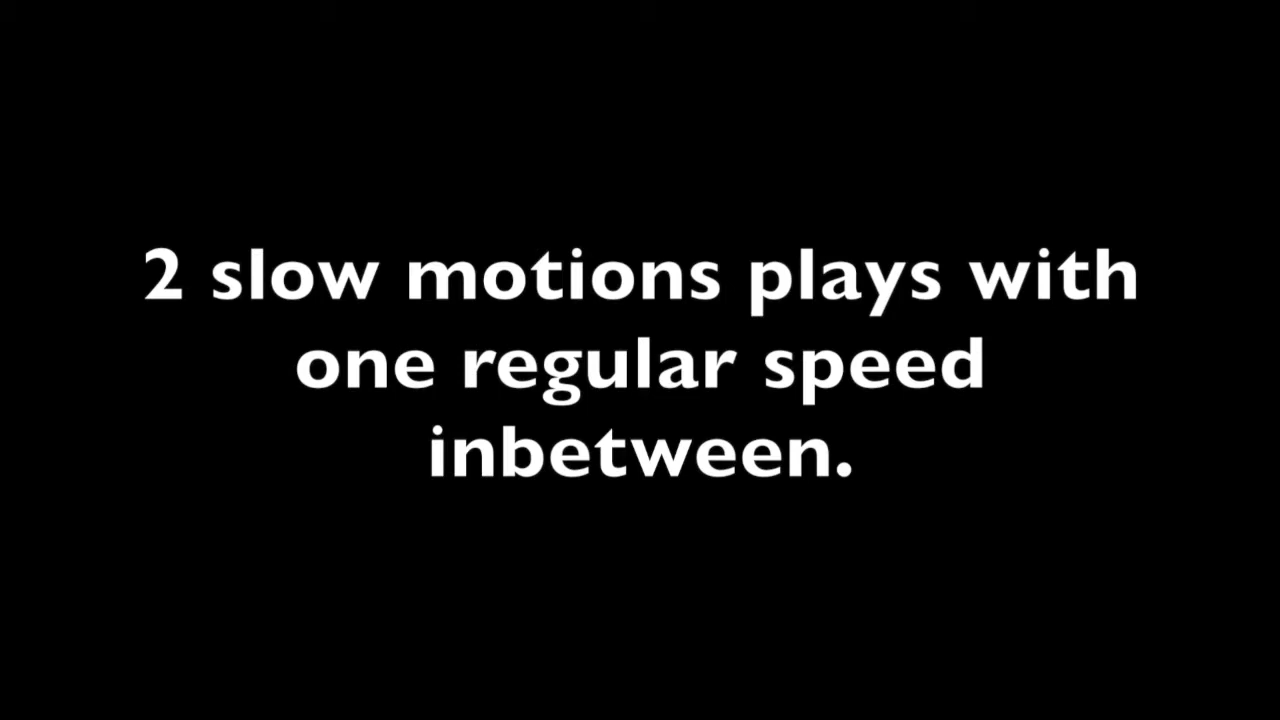 2 slow motions plays with
one regular speed
inbetween.